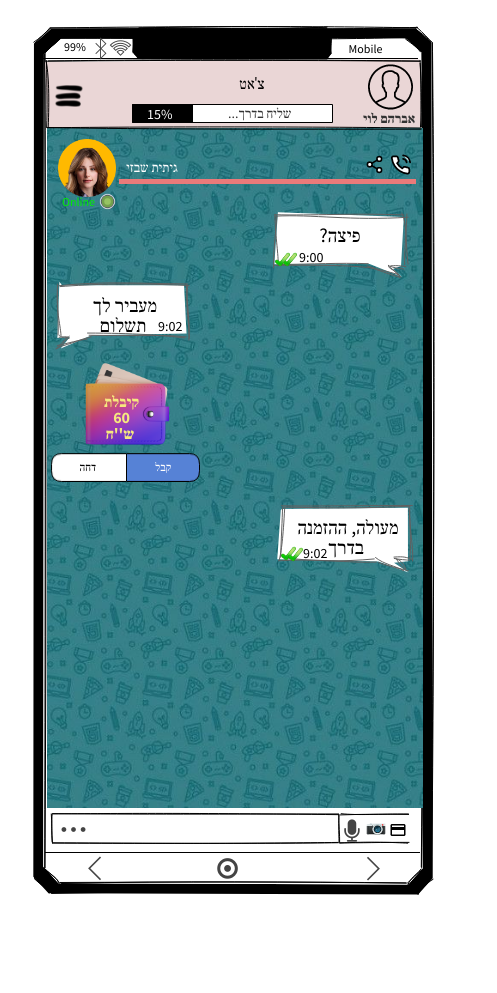 99%
Mobile
צ'אט
15%
שליח בדרך...
אברהם לוי
גיתית שבזי
Online
פיצה?
9:00
מעביר לך
תשלום
9:02
קיבלת
60
ש''ח
דחה
קבל
מעולה, ההזמנה
בדרך
9:02